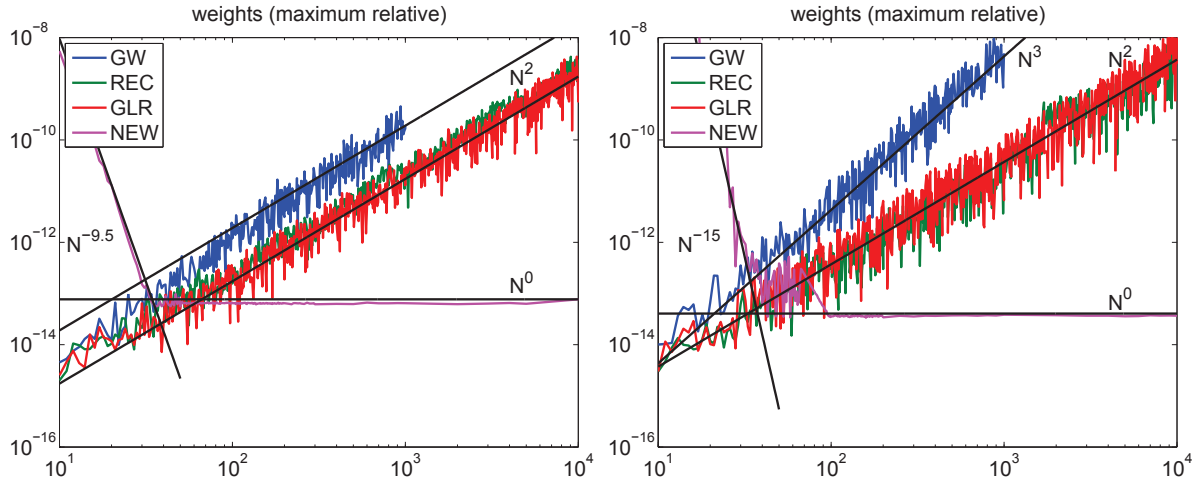 weights (maximum relative)
10^-8
10^-10
10^-12
10^-14
10^-16
GW
REC
GLR
NEW
N^2
N^-9.5
N^0
10^1
10^2
10^3
10^4
weights (maximum relative)
10^-8
10^-10
10^-12
10^-14
10^-16
GW
REC
GLR
NEW
N^3
N^2
N^-15
N^0
10^1
10^2
10^3
10^4